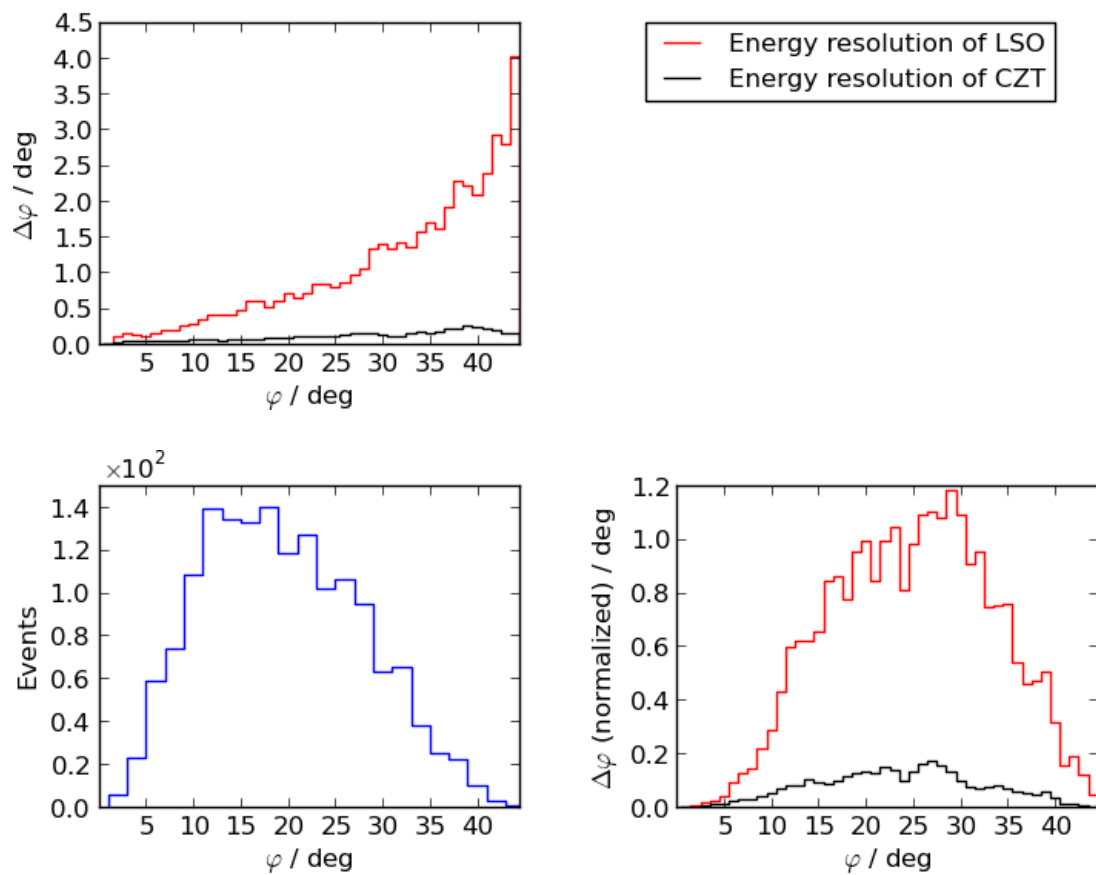 4.5
4.0
3.5
3.0
2.5
2.0
1.5
1.0
0.5
0.0
Δφ / deg
5 10 15 20 25 30 35 40
φ / deg
Energy resolution of LSO
Energy resolution of CZT
×10²
1.4
1.2
1.0
0.8
0.6
0.4
0.2
0.0
Events
5 10 15 20 25 30 35 40
φ / deg
1.2
1.0
0.8
0.6
0.4
0.2
0.0
Δφ (normalized) / deg
5 10 15 20 25 30 35 40
φ / deg